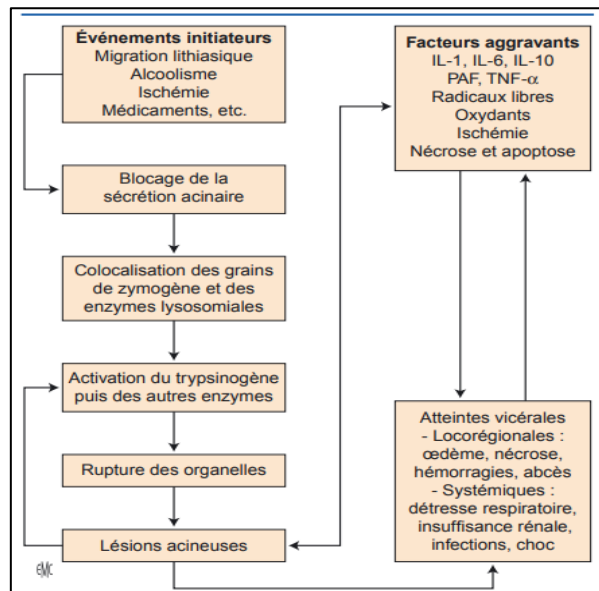 Événements initiateurs
Migration lithiasique
Alcoolisme
Ischémie
Médicaments, etc.
Blocage de la
sécrétion acinaire
Colocalisation des grains
de zymogène et des
enzymes lysosomiales
Activation du trypsinogène
puis des autres enzymes
Rupture des organelles
Lésions acineuses
Facteurs aggravants
IL-1, IL-6, IL-10
PAF, TNF-α
Radicaux libres
Oxydants
Ischémie
Nécrose et apoptose
Atteintes vicérales
- Locorégionales :
œdème, nécrose,
hémorragies, abcès
- Systémiques :
détresse respiratoire,
insuffisance rénale,
infections, choc
EMC